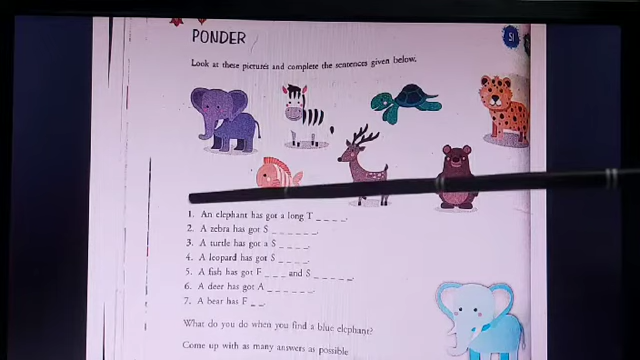 PONDER
51
Look at these pictures and complete the sentences given below.
1. An elephant has got a long T _ _ _ _.
2. A zebra has got S _ _ _ _ _ _.
3. A turtle has got a S _ _ _ _.
4. A leopard has got S _ _ _ _.
5. A fish has got F _ _ _ and S _ _ _ _ _.
6. A deer has got A _ _ _ _ _ _.
7. A bear has F _ _.
What do you do when you find a blue elephant?
Come up with as many answers as possible